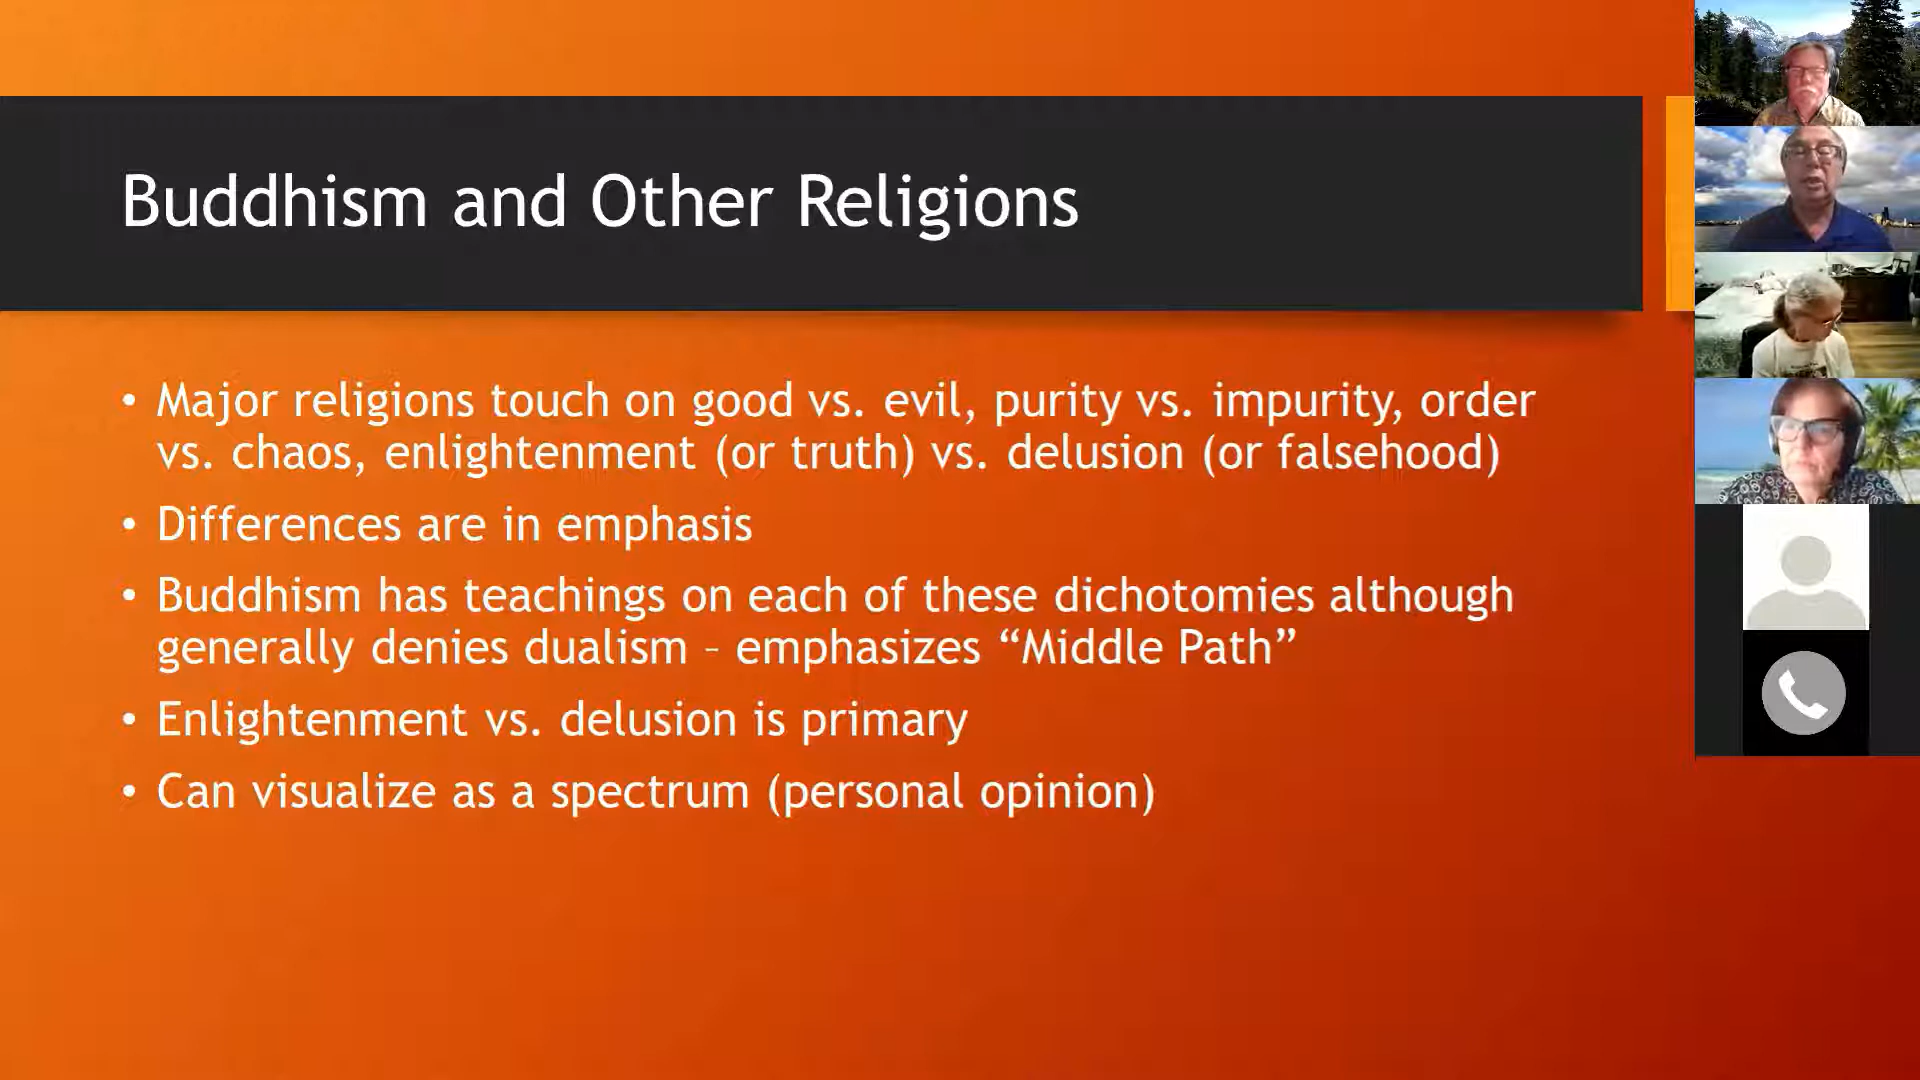 Buddhism and Other Religions
• Major religions touch on good vs. evil, purity vs. impurity, order
vs. chaos, enlightenment (or truth) vs. delusion (or falsehood)
• Differences are in emphasis
• Buddhism has teachings on each of these dichotomies although
generally denies dualism – emphasizes “Middle Path”
• Enlightenment vs. delusion is primary
• Can visualize as a spectrum (personal opinion)